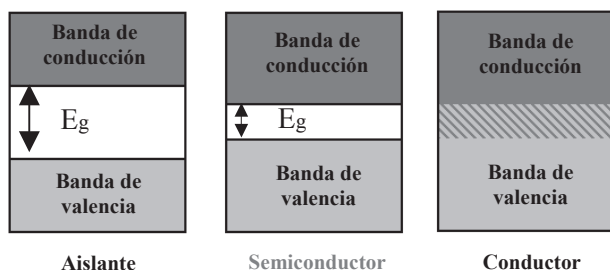 Banda de
conducción
Eg
Banda de
valencia
Aislante
Banda de
conducción
Eg
Banda de
valencia
Semiconductor
Banda de
conducción
Banda de
valencia
Conductor